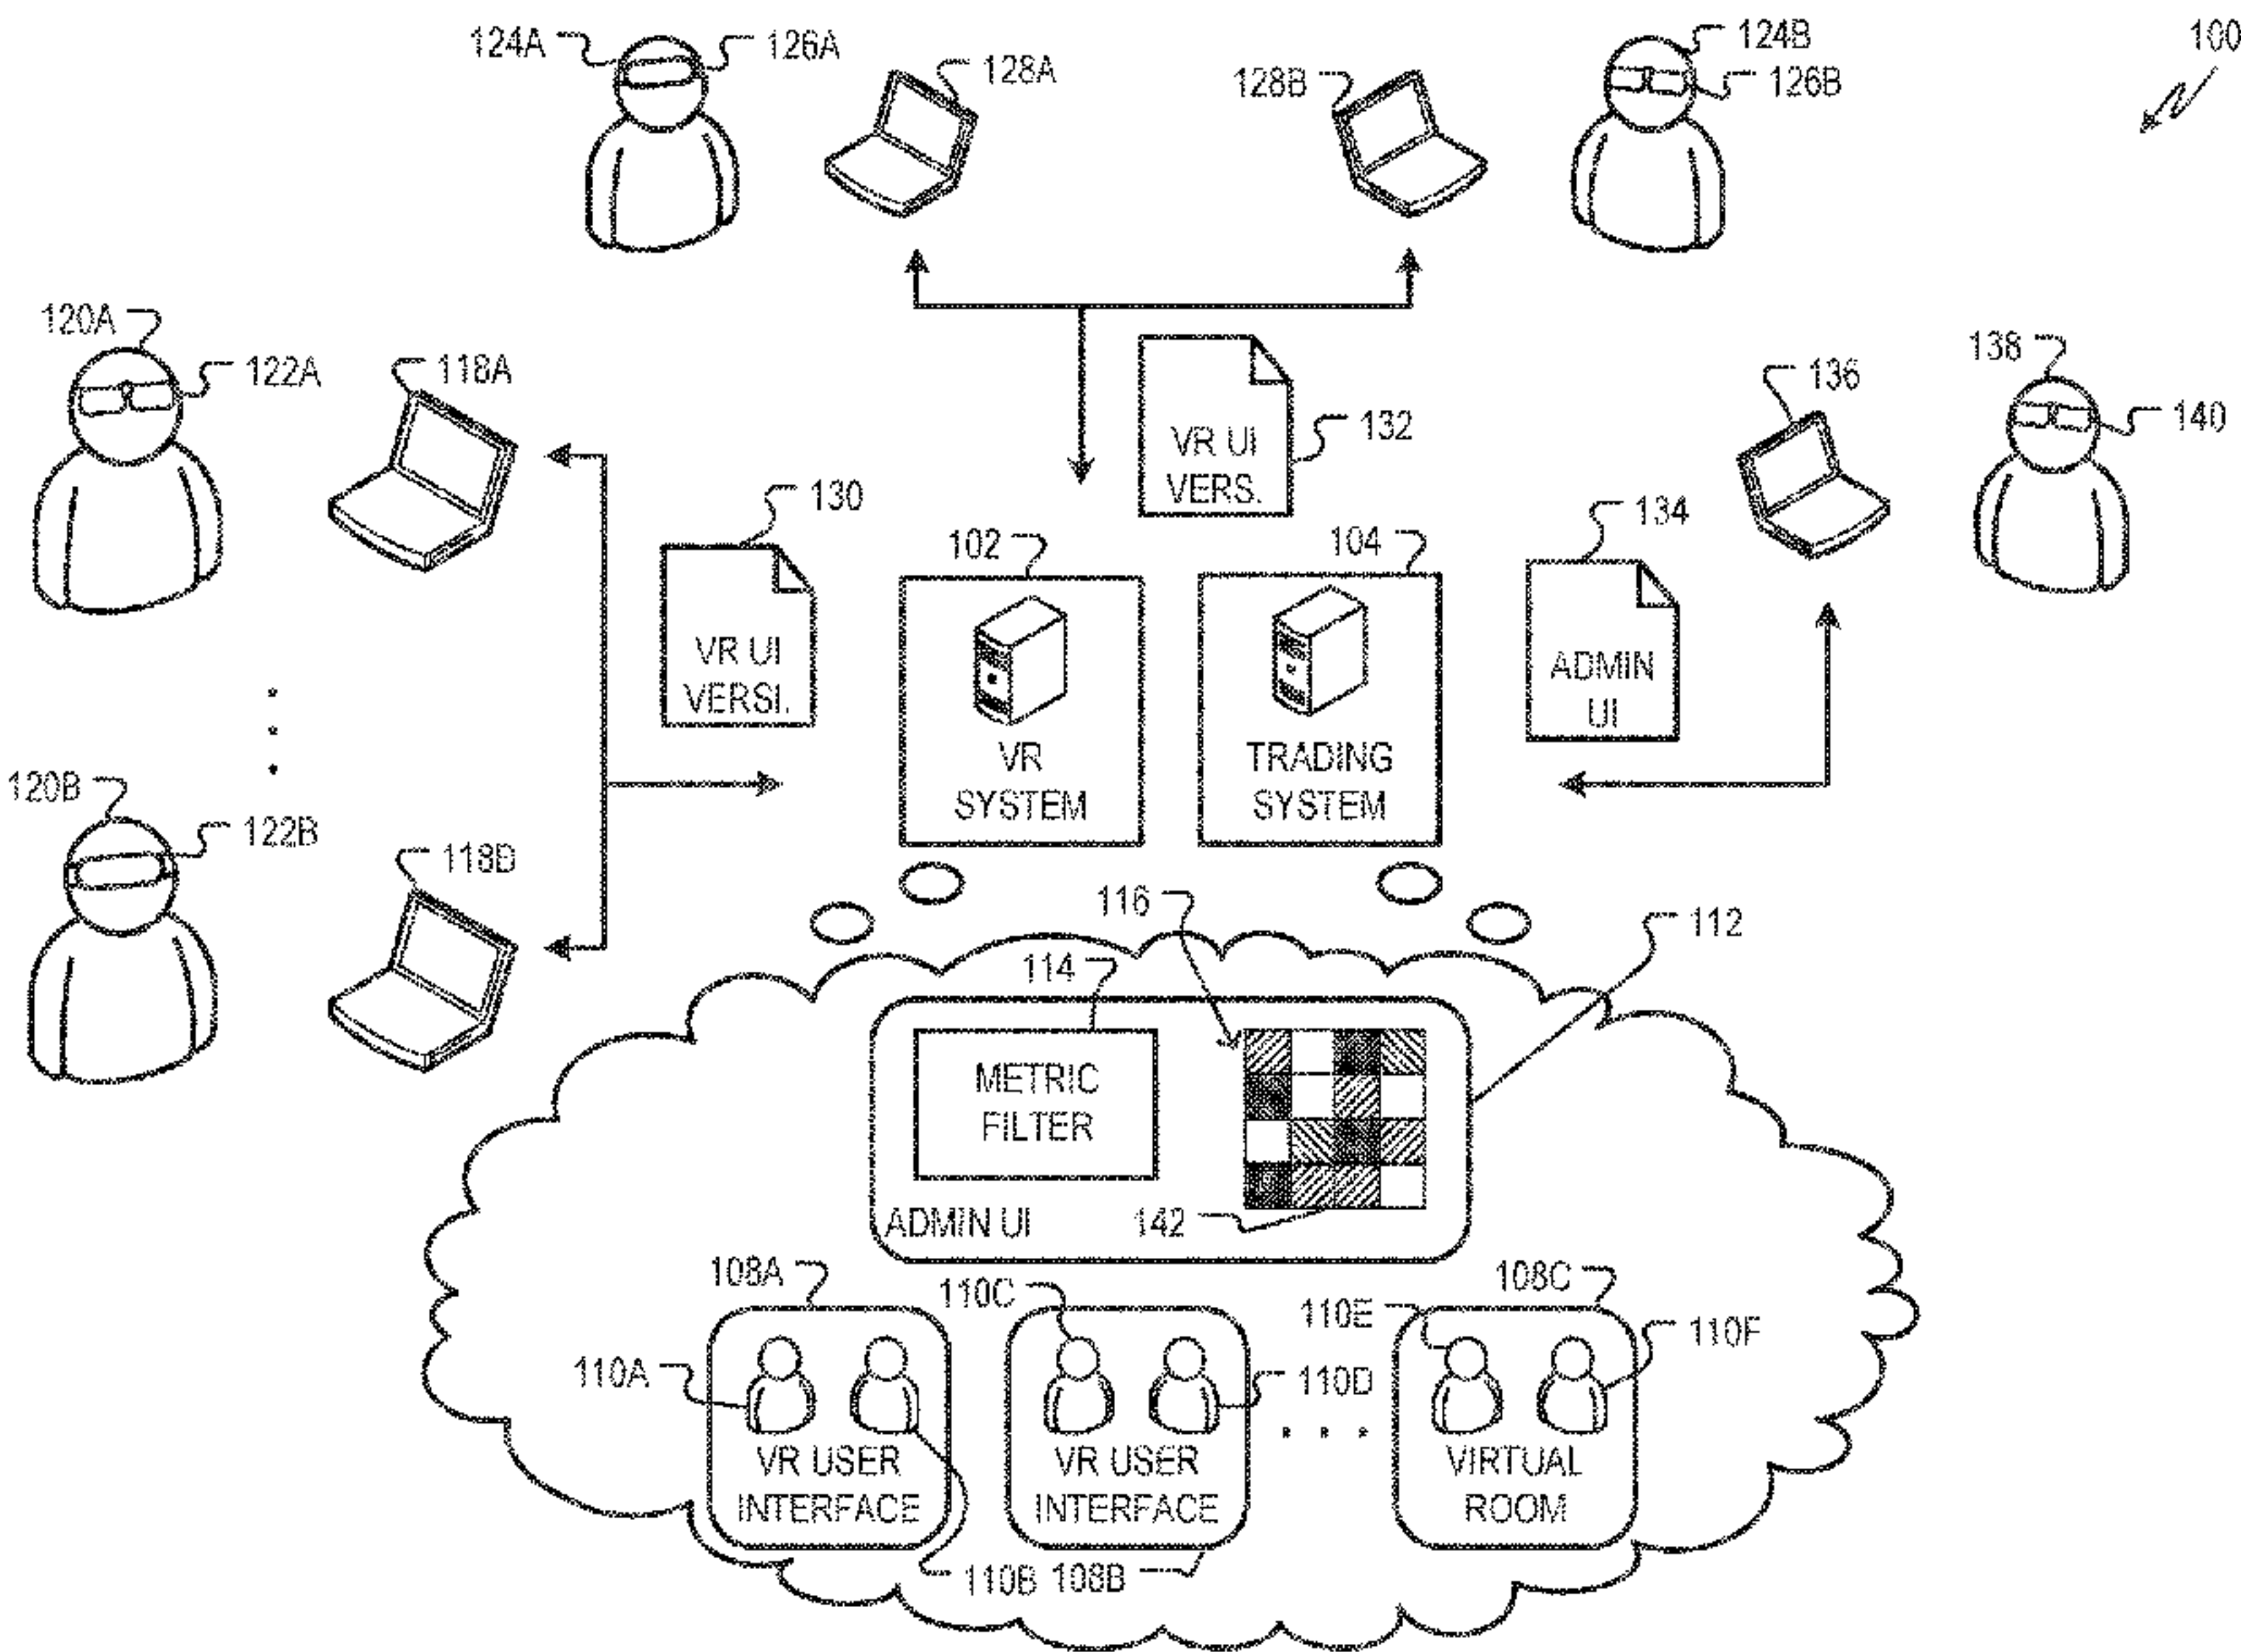 100
124A
126A
128A
128B
124B
126B
120A
122A
118A
VR UI
VERS.
132
136
138
140
130
VR UI
VERSI.
102
VR
SYSTEM
104
TRADING
SYSTEM
134
ADMIN
UI
120B
122B
118D
116
112
114
METRIC
FILTER
ADMIN UI
142
108A
110A
VR USER
INTERFACE
110B
110C
110D
VR USER
INTERFACE
108B
110E
108C
110F
VIRTUAL
ROOM